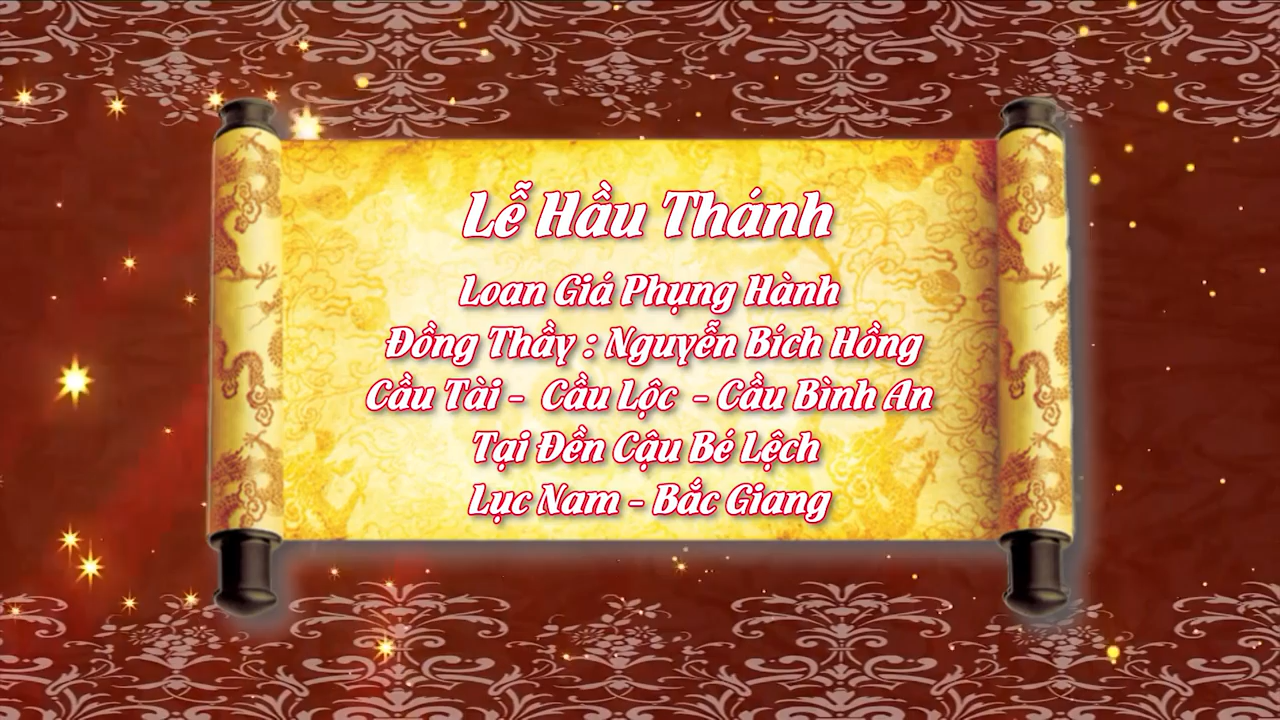 Lễ Hầu Thánh
Loan Giá Phụng Hành
Đồng Thầy : Nguyễn Bích Hồng
Cầu Tài - Cầu Lộc - Cầu Bình An
Tại Đền Cậu Bé Lệch
Lục Nam - Bắc Giang